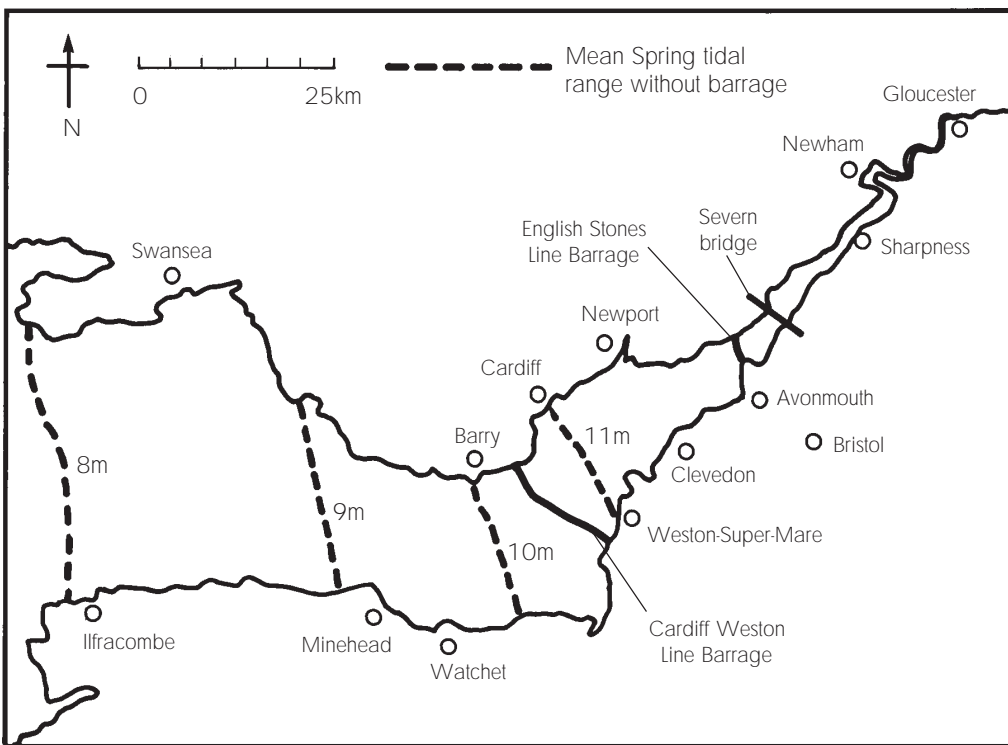 Mean Spring tidal
range without barrage
0
25km
N
Gloucester
Newham
Severn
bridge
English Stones
Line Barrage
Sharpness
Swansea
Newport
Cardiff
Avonmouth
Barry
11m
Bristol
8m
Clevedon
9m
Weston-Super-Mare
10m
Ilfracombe
Minehead
Watchet
Cardiff Weston
Line Barrage